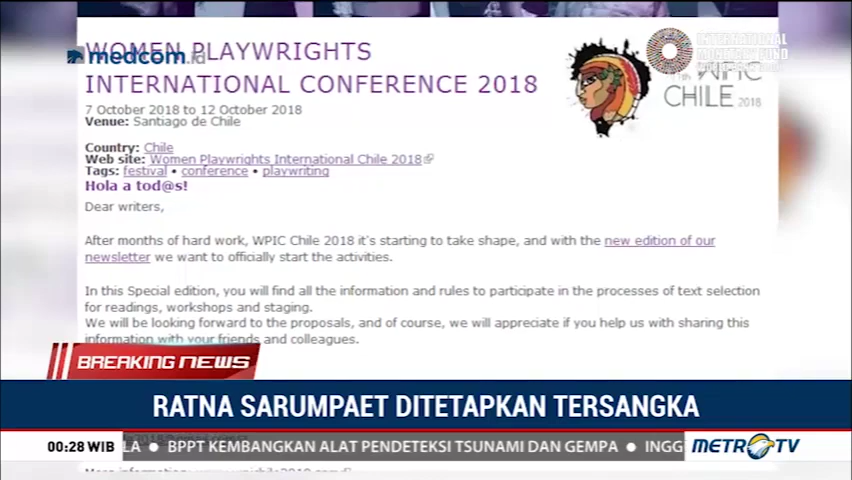 medcom.id
INTERNATIONAL
WOMEN PLAYWRIGHTS
INTERNATIONAL CONFERENCE 2018
11th WPIC
CHILE 2018
7 October 2018 to 12 October 2018
Venue: Santiago de Chile
Country: Chile
Web site: Women Playwrights International Chile 2018
Tags: festival • conference • playwriting
Hola a tod@s!
Dear writers,
After months of hard work, WPIC Chile 2018 it`s starting to take shape, and with the new edition of our
newsletter we want to officially start the activities.
In this Special edition, you will find all the information and rules to participate in the processes of text selection
for readings, workshops and staging.
We will be looking forward to the proposals, and of course, we will appreciate if you help us with sharing this
information with your friends and colleagues.
BREAKING NEWS
RATNA SARUMPAET DITETAPKAN TERSANGKA
00:28 WIB LA ● BPPT KEMBANGKAN ALAT PENDETEKSI TSUNAMI DAN GEMPA ● INGG METRO TV